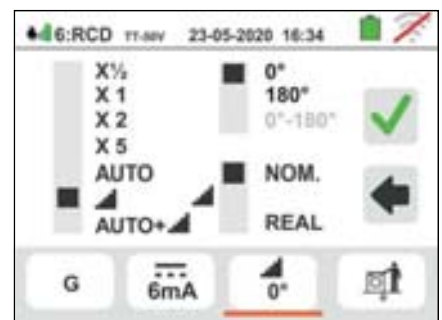 6:RCD TT-50V 23-05-2020 16:34
X½
X 1
X 2
X 5
AUTO
AUTO+
0°
180°
0°-180°
NOM.
REAL
G
6mA
0°